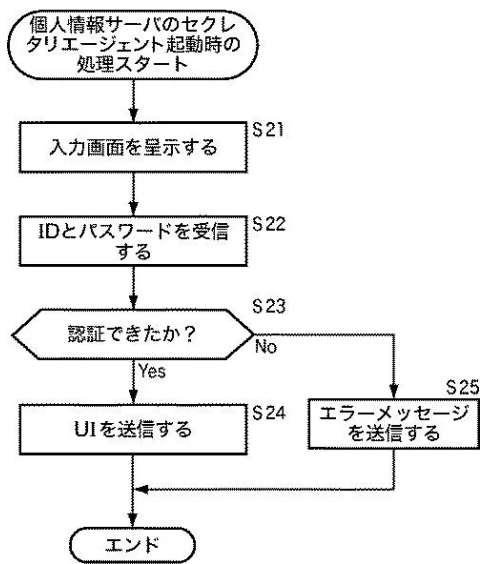 個人情報サーバのセクレ
タリエージェント起動時の
処理スタート
S21
入力画面を呈示する
S22
IDとパスワードを受信
する
S23
認証できたか？
No
Yes
S24
UIを送信する
S25
エラーメッセージ
を送信する
エンド